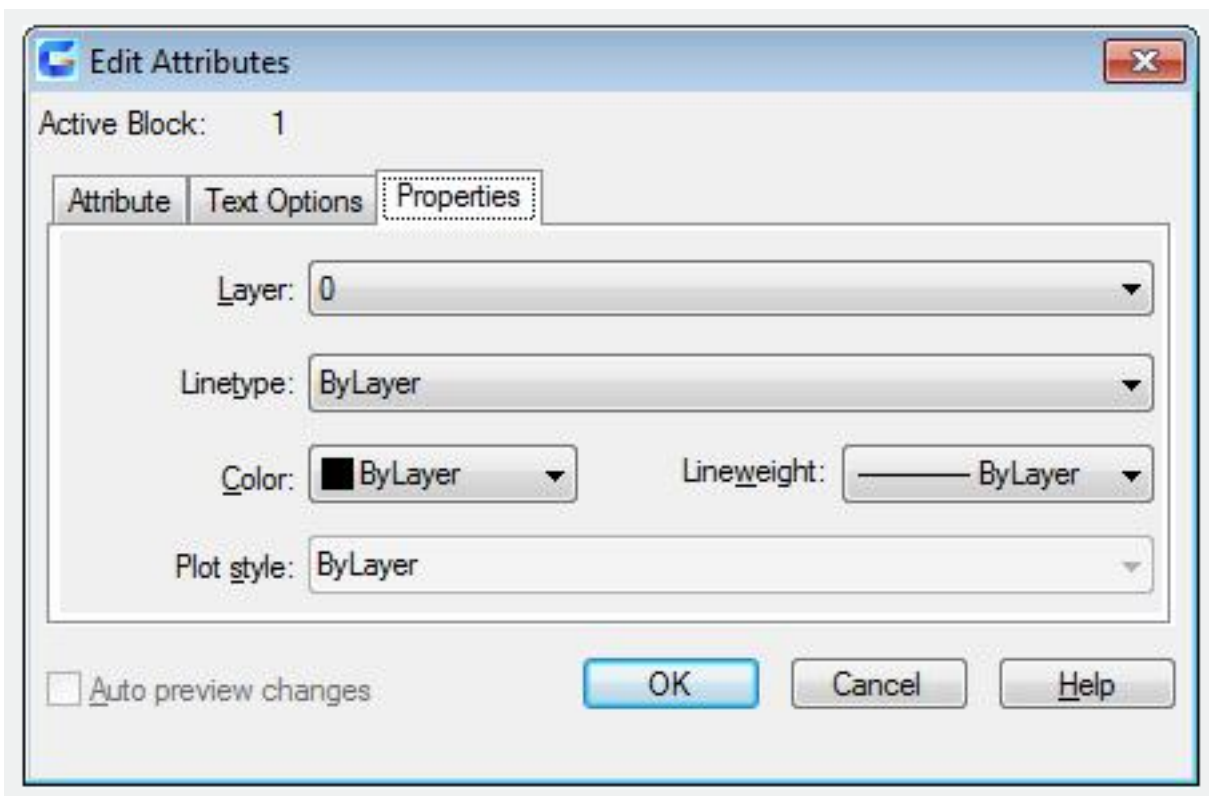 Edit Attributes
Active Block: 1
Attribute Text Options Properties
Layer: 0
Linetype: ByLayer
Color: ByLayer Lineweight: ByLayer
Plot style: ByLayer
Auto preview changes OK Cancel Help